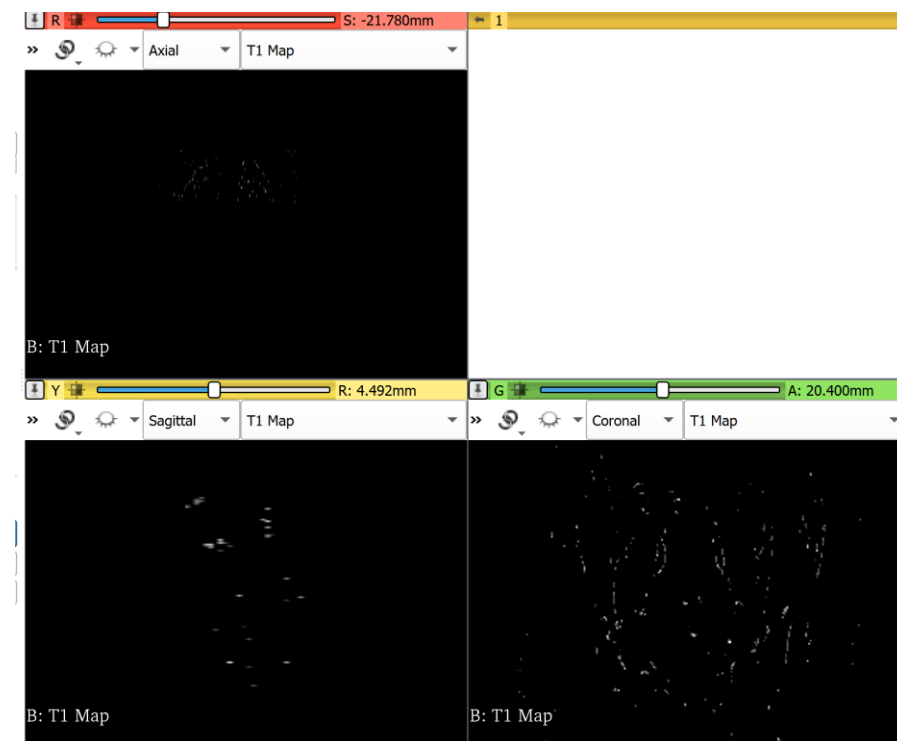 R S: -21.780mm
1
» Axial T1 Map
B: T1 Map
Y R: 4.492mm
G A: 20.400mm
» Sagittal T1 Map
» Coronal T1 Map
B: T1 Map
B: T1 Map